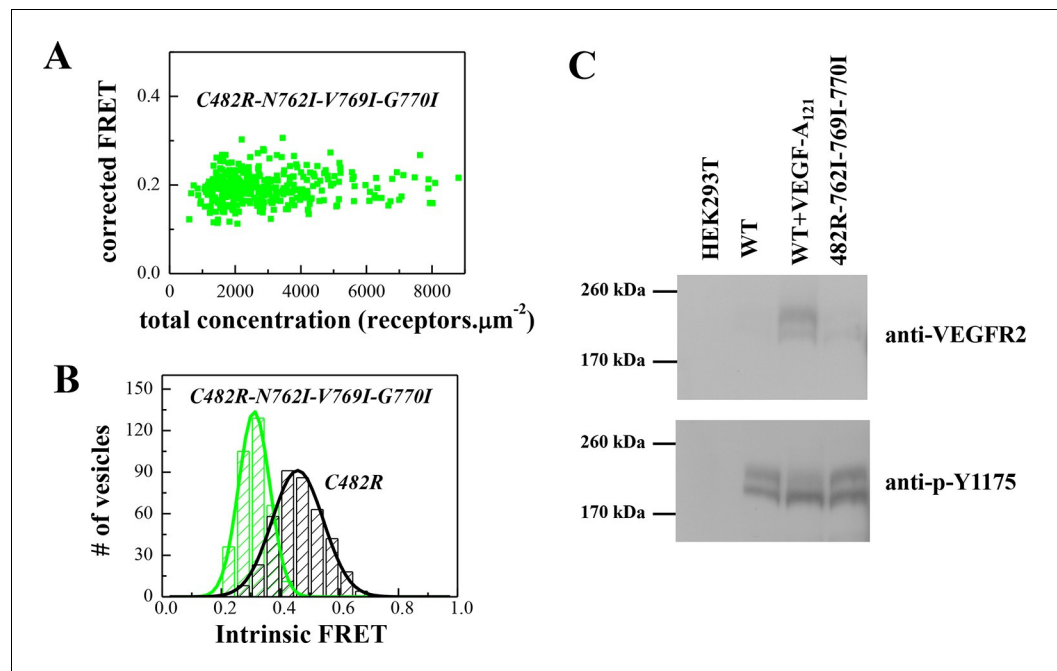 A
corrected FRET
0.4
0.2
0.0
C482R-N762I-V769I-G770I
0 2000 4000 6000 8000
total concentration (receptors.μm-2)
B
# of vesicles
150
120
90
60
30
0
C482R-N762I-V769I-G770I
C482R
0.0 0.2 0.4 0.6 0.8 1.0
Intrinsic FRET
C
HEK293T
WT
WT+VEGF-A121
482R-762I-769I-770I
260 kDa
170 kDa
anti-VEGFR2
260 kDa
170 kDa
anti-p-Y1175